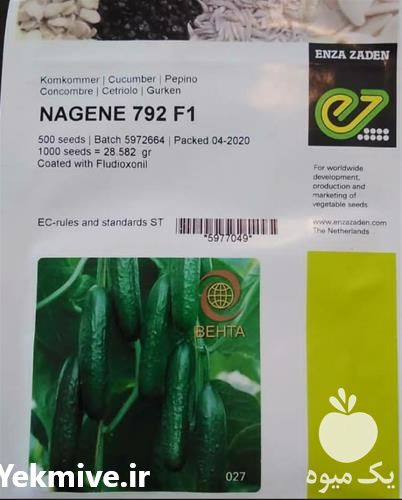 ENZA ZADEN
Komkommer | Cucumber | Pepino
Concombre | Cetriolo | Gurken
NAGENE 792 F1
500 seeds | Batch 5972664 | Packed 04-2020
1000 seeds = 28.582 gr
Coated with Fludioxonil
For worldwide
development,
production and
marketing of
vegetable seeds
EC-rules and standards ST
*5977049*
www.enzazaden.com
The Netherlands
BEHTA
027
Yekmive.ir
یک میوه